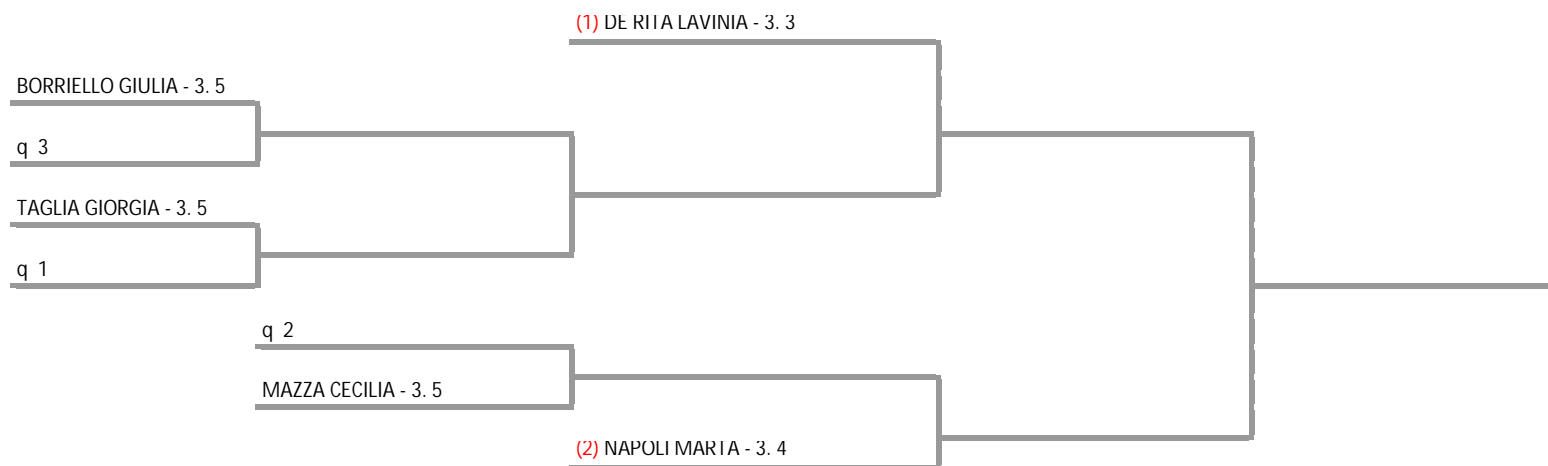 (1) DE RITA LAVINIA - 3. 3
BORRIELLO GIULIA - 3. 5
q 3
TAGLIA GIORGIA - 3. 5
q 1
q 2
MAZZA CECILIA - 3. 5
(2) NAPOLI MARTA - 3. 4